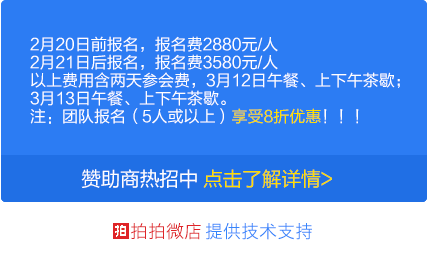 2月20日前报名，报名费2880元/人
2月21日后报名，报名费3580元/人
以上费用含两天参会费，3月12日午餐、上下午茶歇；
3月13日午餐、上下午茶歇。
注：团队报名（5人或以上）享受8折优惠！！！
赞助商热招中 点击了解详情>
拍 拍拍微店 提供技术支持